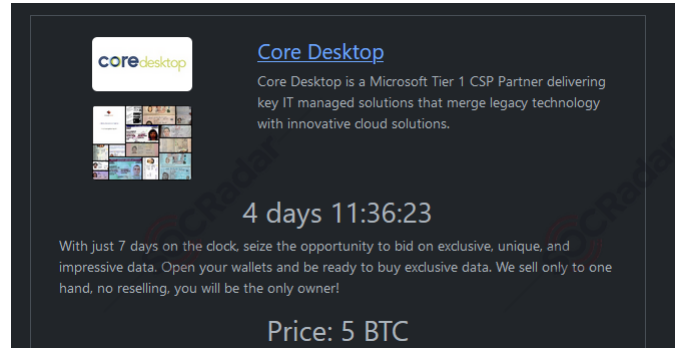 coredesktop
Core Desktop
Core Desktop is a Microsoft Tier 1 CSP Partner delivering
key IT managed solutions that merge legacy technology
with innovative cloud solutions.
4 days 11:36:23
With just 7 days on the clock, seize the opportunity to bid on exclusive, unique, and
impressive data. Open your wallets and be ready to buy exclusive data. We sell only to one
hand, no reselling, you will be the only owner!
Price: 5 BTC
SOCRadar
SOCRadar